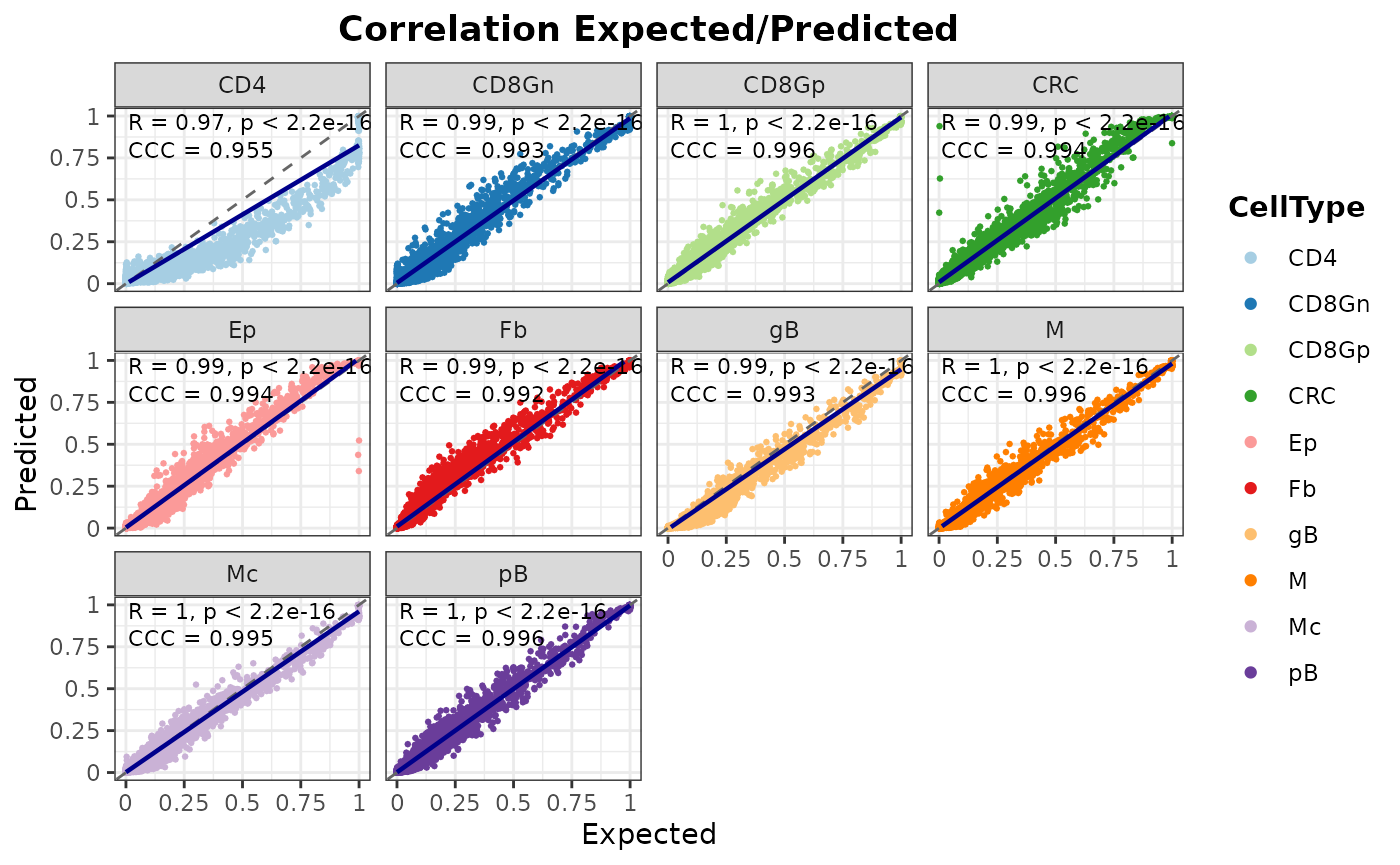 Correlation Expected/Predicted
CD4
CD8Gn
CD8Gp
CRC
R = 0.97, p < 2.2e-16
CCC = 0.955
R = 0.99, p < 2.2e-16
CCC = 0.993
R = 1, p < 2.2e-16
CCC = 0.996
R = 0.99, p < 2.2e-16
CCC = 0.994
1
0.75
0.5
0.25
0
Ep
Fb
gB
M
R = 0.99, p < 2.2e-16
CCC = 0.994
R = 0.99, p < 2.2e-16
CCC = 0.992
R = 0.99, p < 2.2e-16
CCC = 0.993
R = 1, p < 2.2e-16
CCC = 0.996
1
0.75
0.5
0.25
0
0 0.25 0.5 0.75 1
0 0.25 0.5 0.75 1
Mc
pB
R = 1, p < 2.2e-16
CCC = 0.995
R = 1, p < 2.2e-16
CCC = 0.996
1
0.75
0.5
0.25
0
0 0.25 0.5 0.75 1
0 0.25 0.5 0.75 1
Predicted
Expected
CellType
CD4
CD8Gn
CD8Gp
CRC
Ep
Fb
gB
M
Mc
pB